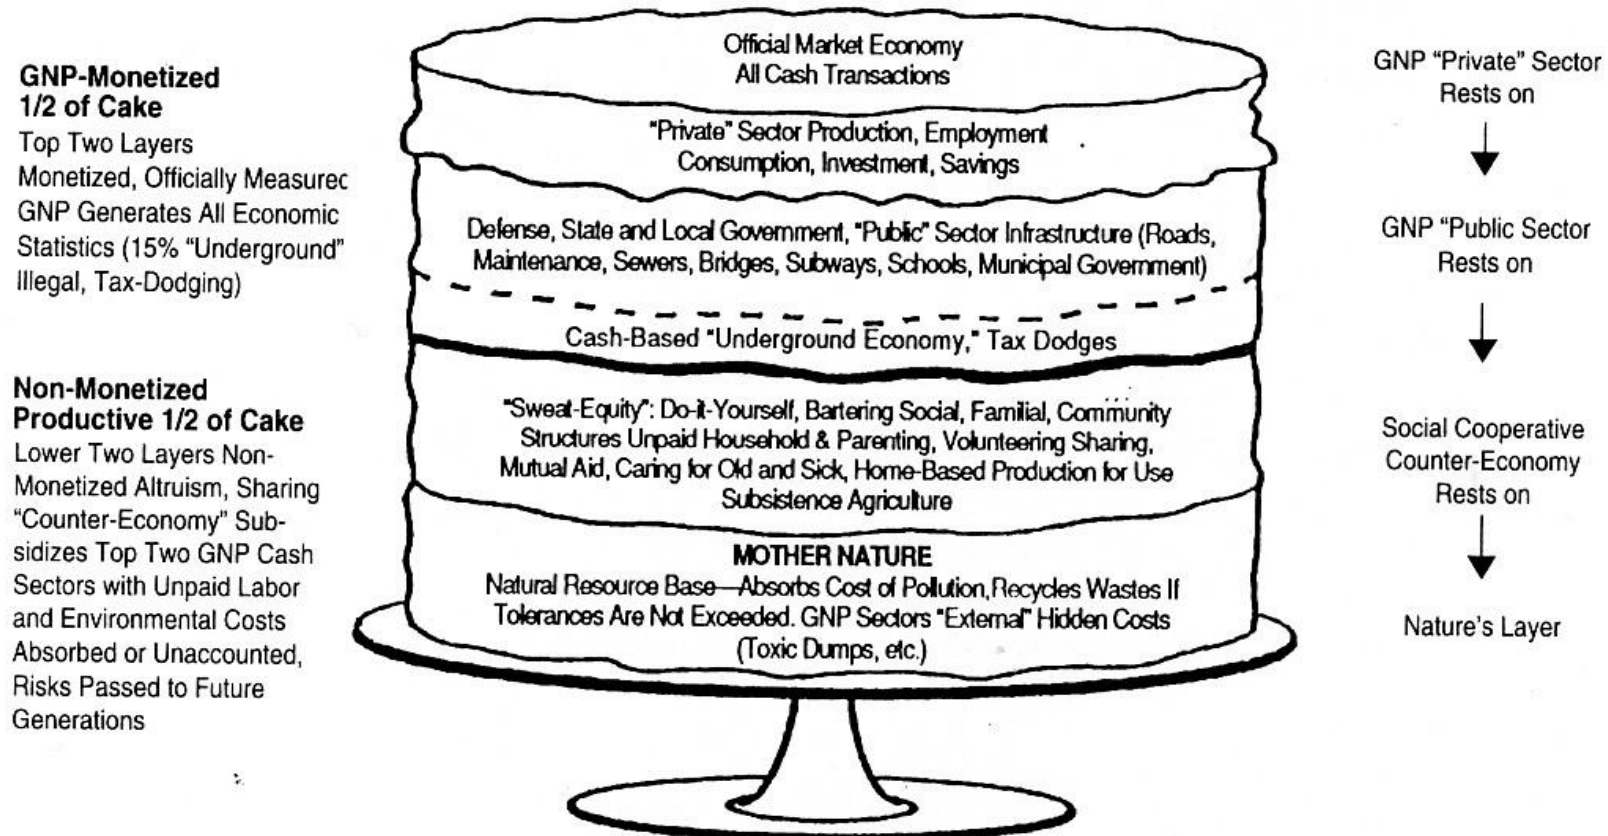 GNP-Monetized
1/2 of Cake
Top Two Layers
Monetized, Officially Measurec
GNP Generates All Economic
Statistics (15% "Underground"
Illegal, Tax-Dodging)
Non-Monetized
Productive 1/2 of Cake
Lower Two Layers Non-
Monetized Altruism, Sharing
"Counter-Economy" Sub-
sidizes Top Two GNP Cash
Sectors with Unpaid Labor
and Environmental Costs
Absorbed or Unaccounted,
Risks Passed to Future
Generations
Official Market Economy
All Cash Transactions
"Private" Sector Production, Employment
Consumption, Investment, Savings
Defense, State and Local Government, "Public" Sector Infrastructure (Roads,
Maintenance, Sewers, Bridges, Subways, Schools, Municipal Government)
Cash-Based "Underground Economy," Tax Dodges
"Sweat-Equity": Do-it-Yourself, Bartering Social, Familial, Community
Structures Unpaid Household & Parenting, Volunteering Sharing,
Mutual Aid, Caring for Old and Sick, Home-Based Production for Use
Subsistence Agriculture
MOTHER NATURE
Natural Resource Base—Absorbs Cost of Pollution,Recycles Wastes If
Tolerances Are Not Exceeded. GNP Sectors "External" Hidden Costs
(Toxic Dumps, etc.)
GNP "Private" Sector
Rests on
GNP "Public Sector
Rests on
Social Cooperative
Counter-Economy
Rests on
Nature's Layer